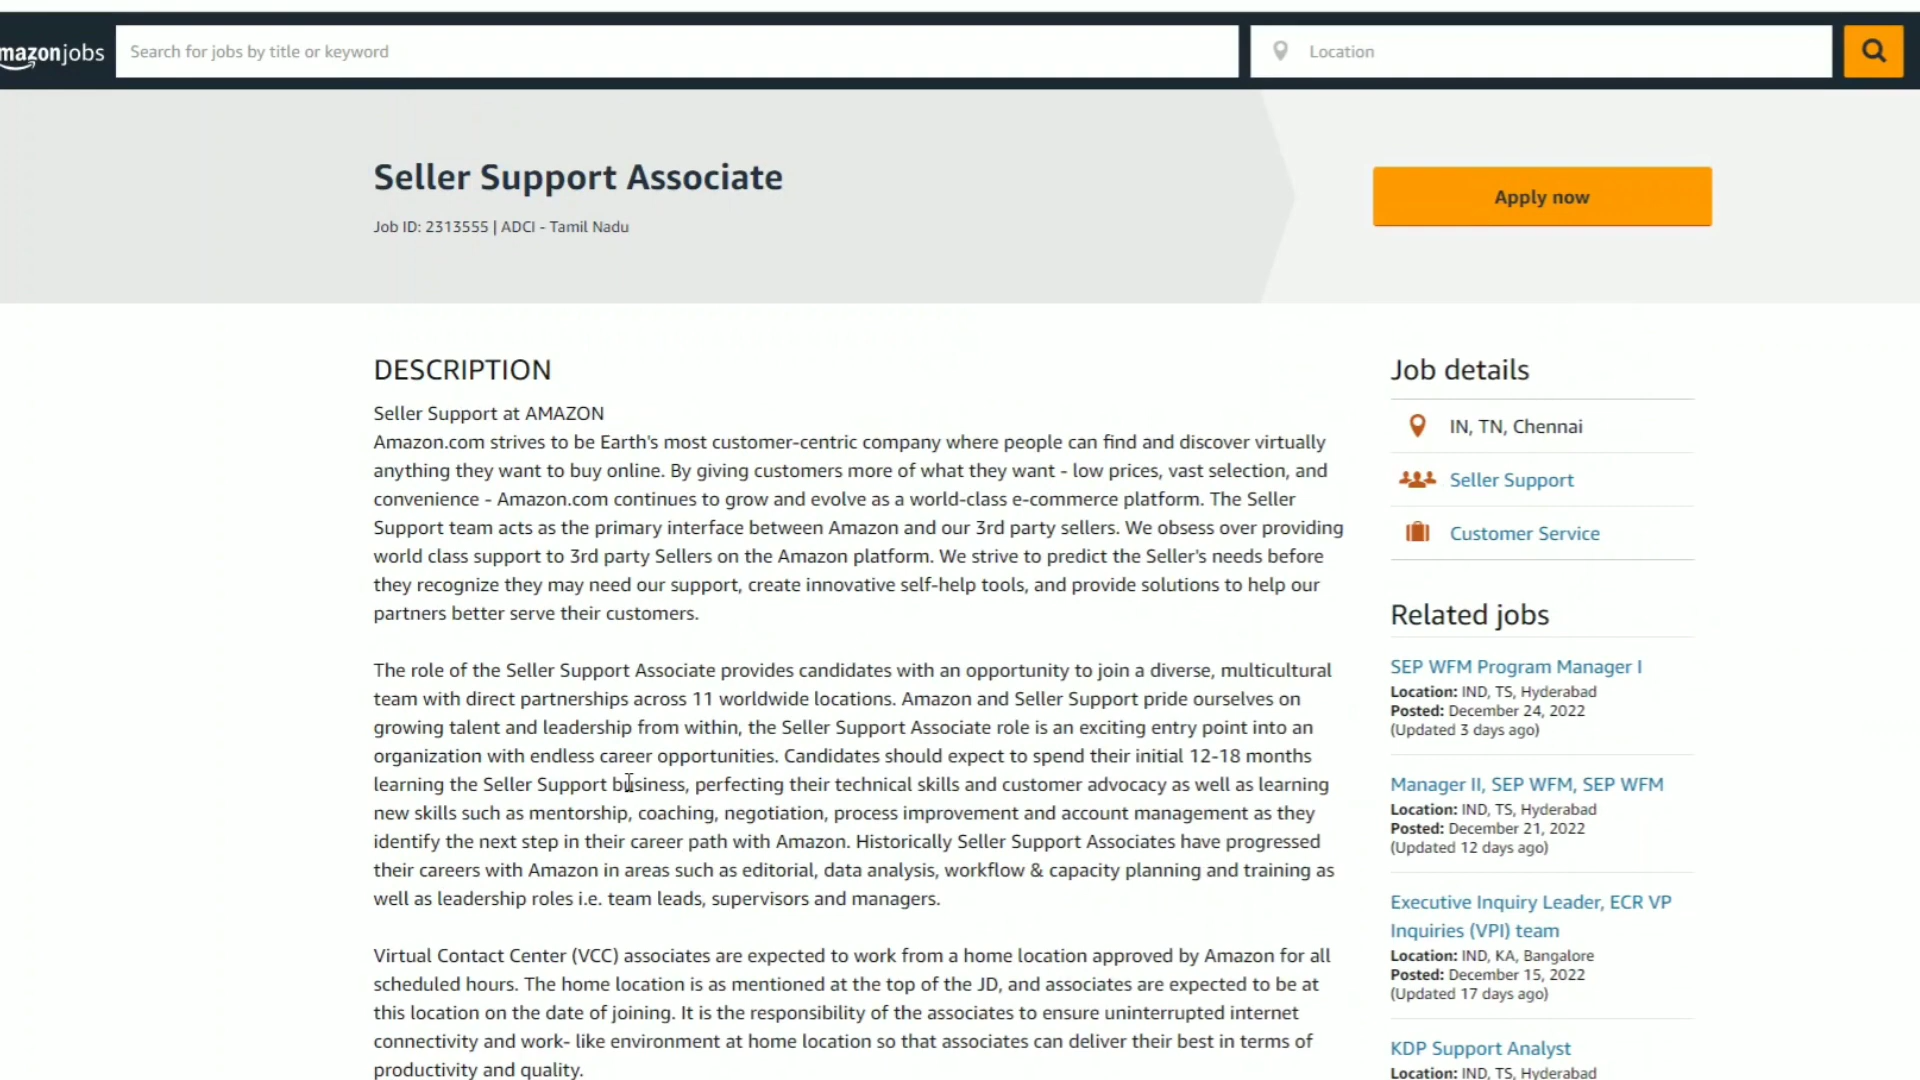 mazonjobs
Search for jobs by title or keyword
Location
Seller Support Associate
Job ID: 2313555 | ADCI - Tamil Nadu
Apply now
DESCRIPTION
Seller Support at AMAZON
Amazon.com strives to be Earth's most customer-centric company where people can find and discover virtually
anything they want to buy online. By giving customers more of what they want - low prices, vast selection, and
convenience - Amazon.com continues to grow and evolve as a world-class e-commerce platform. The Seller
Support team acts as the primary interface between Amazon and our 3rd party sellers. We obsess over providing
world class support to 3rd party Sellers on the Amazon platform. We strive to predict the Seller's needs before
they recognize they may need our support, create innovative self-help tools, and provide solutions to help our
partners better serve their customers.
The role of the Seller Support Associate provides candidates with an opportunity to join a diverse, multicultural
team with direct partnerships across 11 worldwide locations. Amazon and Seller Support pride ourselves on
growing talent and leadership from within, the Seller Support Associate role is an exciting entry point into an
organization with endless career opportunities. Candidates should expect to spend their initial 12-18 months
learning the Seller Support business, perfecting their technical skills and customer advocacy as well as learning
new skills such as mentorship, coaching, negotiation, process improvement and account management as they
identify the next step in their career path with Amazon. Historically Seller Support Associates have progressed
their careers with Amazon in areas such as editorial, data analysis, workflow & capacity planning and training as
well as leadership roles i.e. team leads, supervisors and managers.
Virtual Contact Center (VCC) associates are expected to work from a home location approved by Amazon for all
scheduled hours. The home location is as mentioned at the top of the JD, and associates are expected to be at
this location on the date of joining. It is the responsibility of the associates to ensure uninterrupted internet
connectivity and work- like environment at home location so that associates can deliver their best in terms of
productivity and quality.
Job details
IN, TN, Chennai
Seller Support
Customer Service
Related jobs
SEP WFM Program Manager I
Location: IND, TS, Hyderabad
Posted: December 24, 2022
(Updated 3 days ago)
Manager II, SEP WFM, SEP WFM
Location: IND, TS, Hyderabad
Posted: December 21, 2022
(Updated 12 days ago)
Executive Inquiry Leader, ECR VP
Inquiries (VPI) team
Location: IND, KA, Bangalore
Posted: December 15, 2022
(Updated 17 days ago)
KDP Support Analyst
Location: IND, TS, Hyderabad